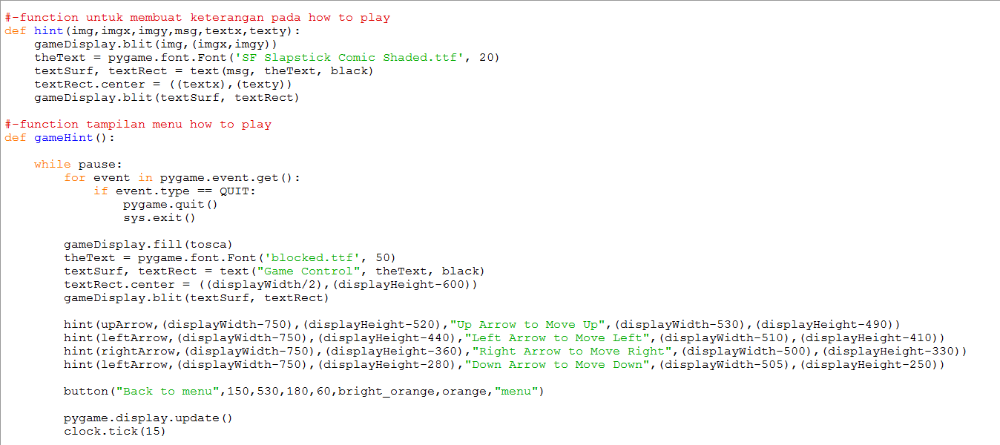 #-function untuk membuat keterangan pada how to play
def hint(img,imgx,imgy,msg,textx,texty):
    gameDisplay.blit(img,(imgx,imgy))
    theText = pygame.font.Font('SF Slapstick Comic Shaded.ttf', 20)
    textSurf, textRect = text(msg, theText, black)
    textRect.center = ((textx),(texty))
    gameDisplay.blit(textSurf, textRect)

#-function tampilan menu how to play
def gameHint():

    while pause:
        for event in pygame.event.get():
            if event.type == QUIT:
                pygame.quit()
                sys.exit()

        gameDisplay.fill(tosca)
        theText = pygame.font.Font('blocked.ttf', 50)
        textSurf, textRect = text("Game Control", theText, black)
        textRect.center = ((displayWidth/2),(displayHeight-600))
        gameDisplay.blit(textSurf, textRect)

        hint(upArrow,(displayWidth-750),(displayHeight-520),"Up Arrow to Move Up",(displayWidth-530),(displayHeight-490))
        hint(leftArrow,(displayWidth-750),(displayHeight-440),"Left Arrow to Move Left",(displayWidth-510),(displayHeight-410))
        hint(rightArrow,(displayWidth-750),(displayHeight-360),"Right Arrow to Move Right",(displayWidth-500),(displayHeight-330))
        hint(leftArrow,(displayWidth-750),(displayHeight-280),"Down Arrow to Move Down",(displayWidth-505),(displayHeight-250))

        button("Back to menu",150,530,180,60,bright_orange,orange,"menu")

        pygame.display.update()
        clock.tick(15)